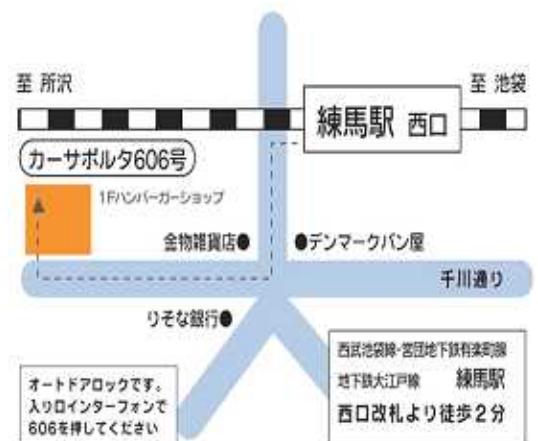 至 所沢
至 池袋
練馬駅 西口
カーサポルタ606号
1Fハンバーガーショップ
金物雑貨店●
●デンマークパン屋
千川通り
りそな銀行●
西武池袋線・営団地下鉄有楽町線
地下鉄大江戸線 練馬駅
西口改札より徒歩2分
オートドアロックです。
入り口インターフォンで
606を押してください